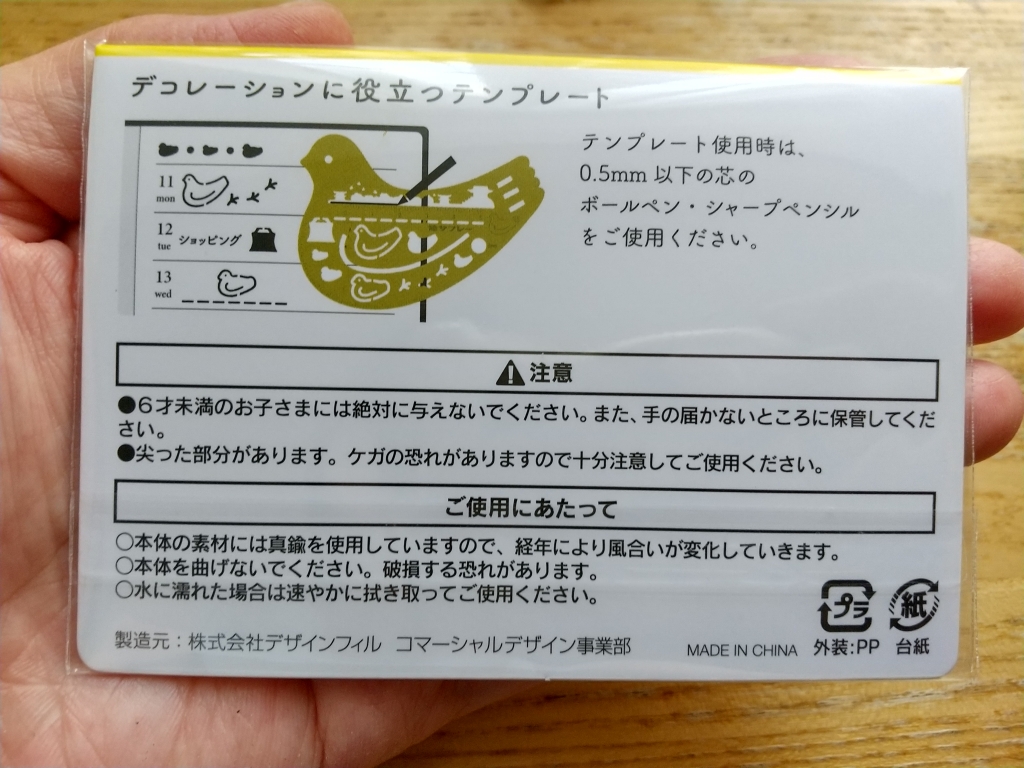 デコレーションに役立つテンプレート
11
mon
12
tue
ショッピング
13
wed
テンプレート使用時は、
0.5mm 以下の芯の
ボールペン・シャープペンシル
をご使用ください。
注意
●6才未満のお子さまには絶対に与えないでください。また、手の届かないところに保管してくだ
さい。
●尖った部分があります。ケガの恐れがありますので十分注意してご使用ください。
ご使用にあたって
○本体の素材には真鍮を使用していますので、経年により風合いが変化していきます。
○本体を曲げないでください。破損する恐れがあります。
○水に濡れた場合は速やかに拭き取ってご使用ください。
製造元：株式会社デザインフィル コマーシャルデザイン事業部
MADE IN CHINA
プラ
外装:PP
紙
台紙